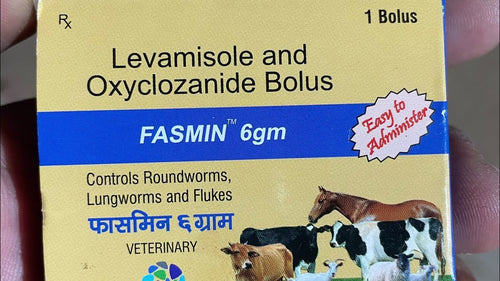 Rx
1 Bolus
Levamisole and
Oxyclozanide Bolus
FASMIN™ 6gm
Easy to
Administer
Controls Roundworms,
Lungworms and Flukes
फासमिन ६ ग्राम
VETERINARY